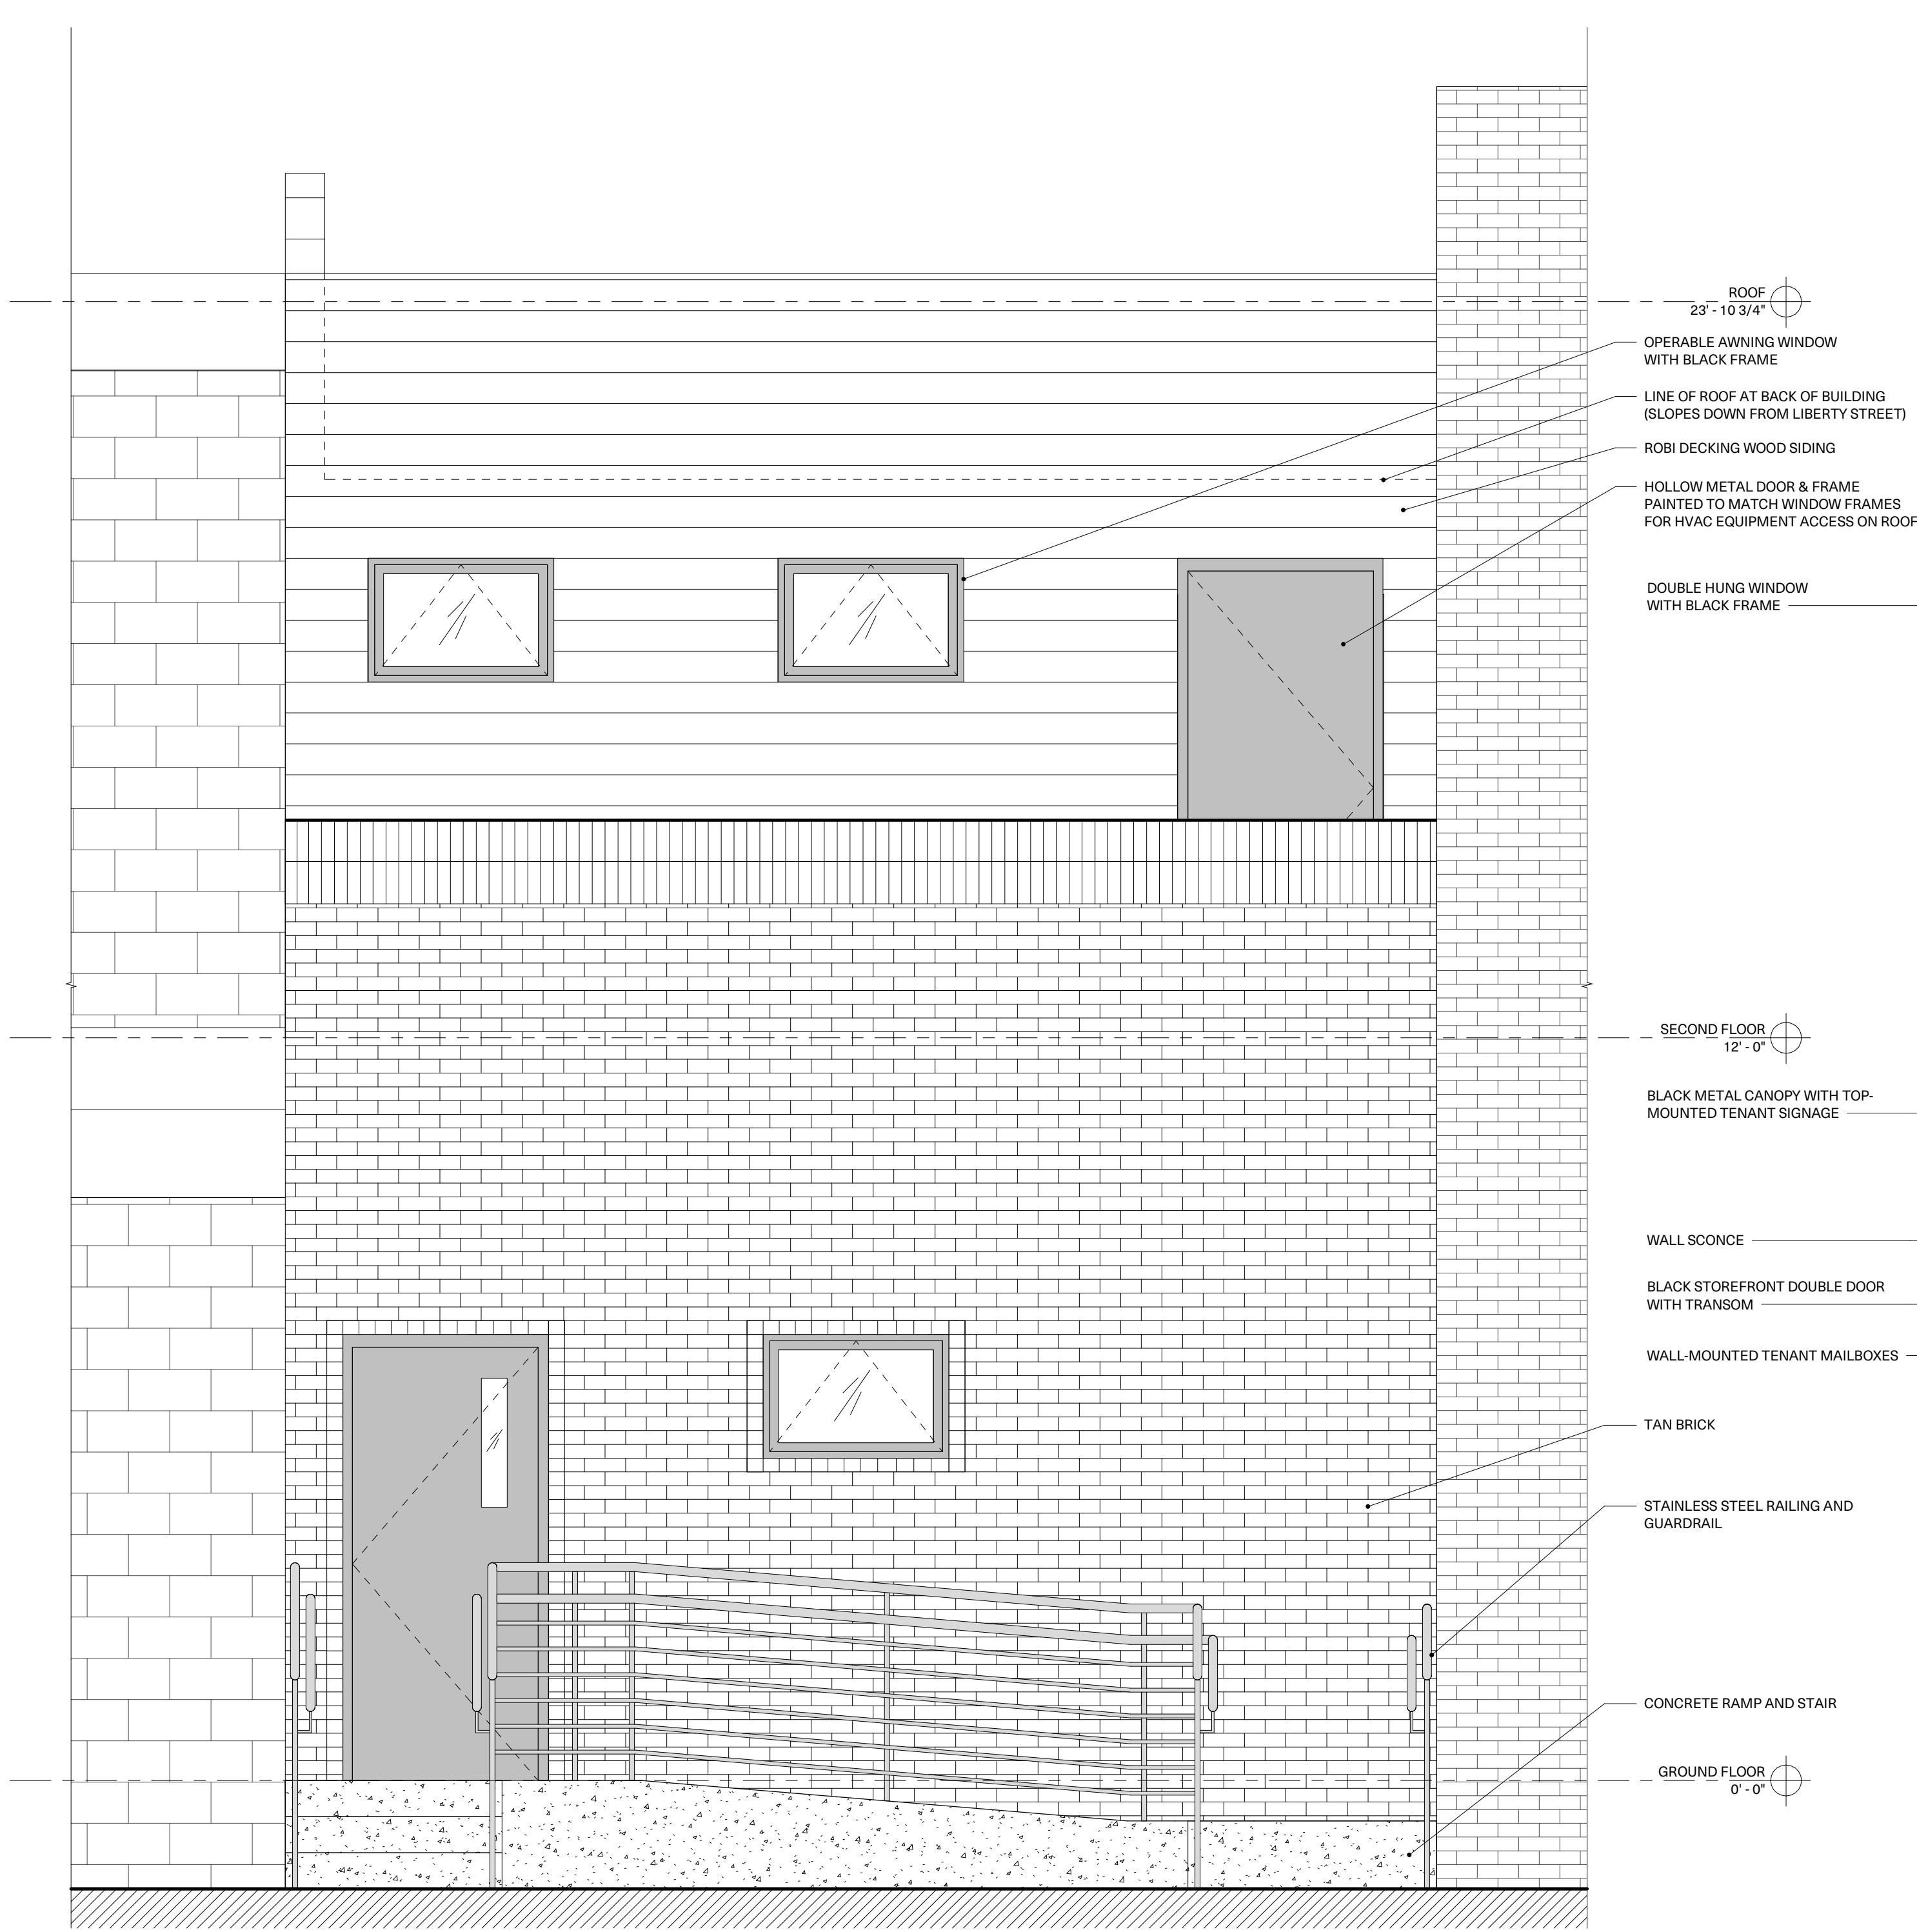 ROOF
23' - 10 3/4"
OPERABLE AWNING WINDOW
WITH BLACK FRAME
LINE OF ROOF AT BACK OF BUILDING
(SLOPES DOWN FROM LIBERTY STREET)
ROBI DECKING WOOD SIDING
HOLLOW METAL DOOR & FRAME
PAINTED TO MATCH WINDOW FRAMES
FOR HVAC EQUIPMENT ACCESS ON ROOF
DOUBLE HUNG WINDOW
WITH BLACK FRAME
SECOND FLOOR
12' - 0"
BLACK METAL CANOPY WITH TOP-
MOUNTED TENANT SIGNAGE
WALL SCONCE
BLACK STOREFRONT DOUBLE DOOR
WITH TRANSOM
WALL-MOUNTED TENANT MAILBOXES
TAN BRICK
STAINLESS STEEL RAILING AND
GUARDRAIL
CONCRETE RAMP AND STAIR
GROUND FLOOR
0' - 0"